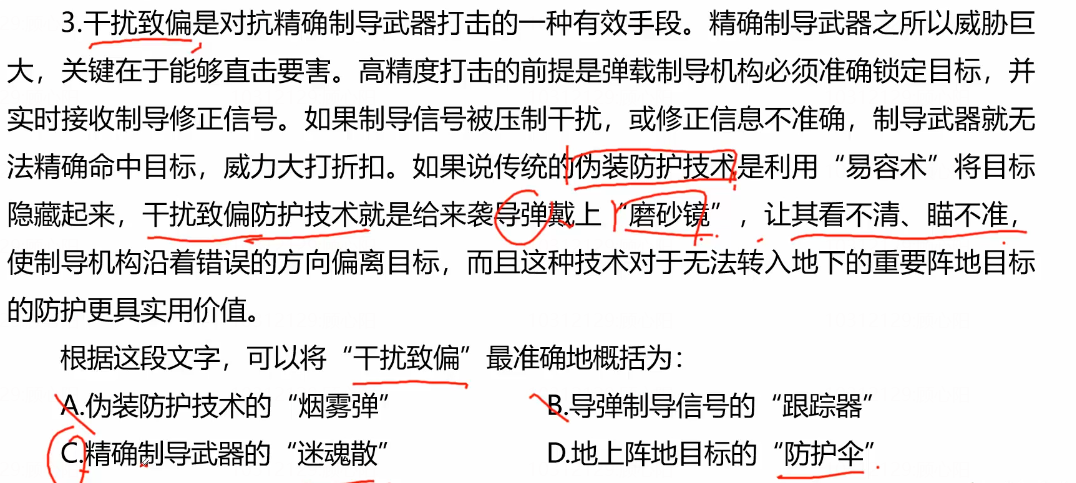 3.干扰致偏是对抗精确制导武器打击的一种有效手段。精确制导武器之所以威胁巨
大，关键在于能够直击要害。高精度打击的前提是弹载制导机构必须准确锁定目标，并
实时接收制导修正信号。如果制导信号被压制干扰，或修正信息不准确，制导武器就无
法精确命中目标，威力大打折扣。如果说传统的伪装防护技术是利用“易容术”将目标
隐藏起来，干扰致偏防护技术就是给来袭导弹戴上“磨砂镜”，让其看不清、瞄不准，
使制导机构沿着错误的方向偏离目标，而且这种技术对于无法转入地下的重要阵地目标
的防护更具实用价值。
根据这段文字，可以将“干扰致偏”最准确地概括为：
A.伪装防护技术的“烟雾弹” B.导弹制导信号的“跟踪器”
C.精确制导武器的“迷魂散” D.地上阵地目标的“防护伞”